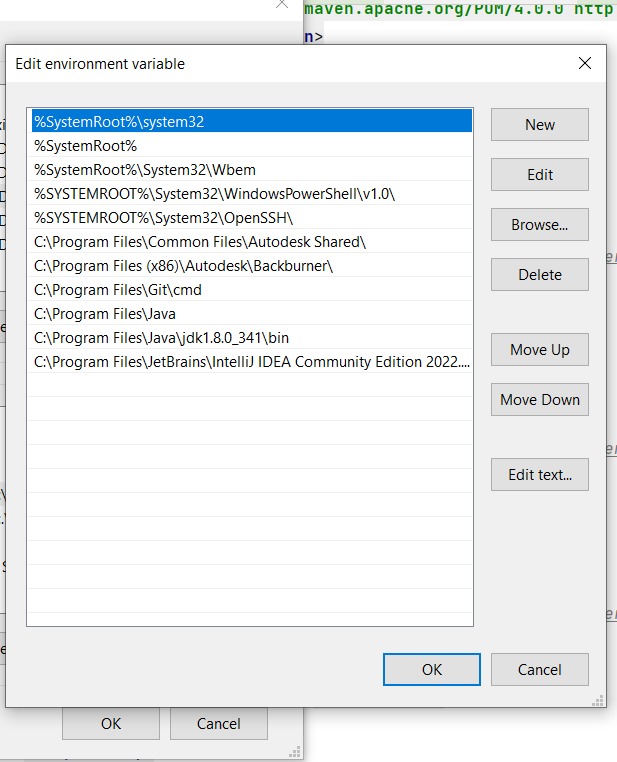 maven.apache.org/POM/4.0.0 http
n>
Edit environment variable
%SystemRoot%\system32
%SystemRoot%
%SystemRoot%\System32\Wbem
%SYSTEMROOT%\System32\WindowsPowerShell\v1.0\
%SYSTEMROOT%\System32\OpenSSH\
C:\Program Files\Common Files\Autodesk Shared\
C:\Program Files (x86)\Autodesk\Backburner\
C:\Program Files\Git\cmd
C:\Program Files\Java
C:\Program Files\Java\jdk1.8.0_341\bin
C:\Program Files\JetBrains\IntelliJ IDEA Community Edition 2022....
New
Edit
Browse...
Delete
Move Up
Move Down
Edit text...
OK
Cancel
OK
Cancel